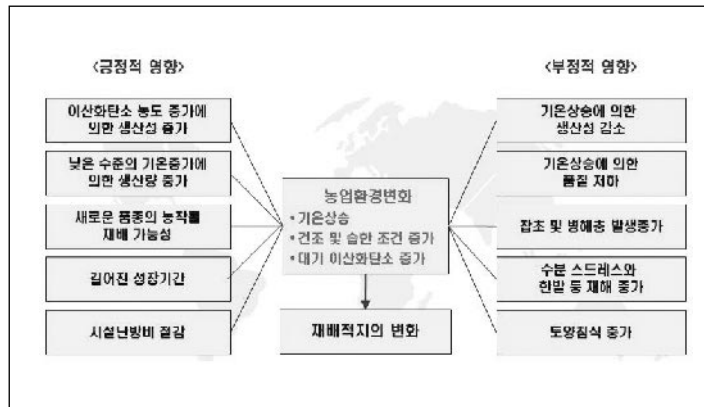 <긍정적 영향>
이산화탄소 농도 증가에
의한 생산성 증가
낮은 수준의 기온증가에
의한 생산량 증가
새로운 품종의 농작물
재배 가능성
길어진 성장기간
시설난방비 절감
농업환경변화
• 기온상승
• 건조 및 습한 조건 증가
• 대기 이산화탄소 증가
재배적지의 변화
<부정적 영향>
기온상승에 의한
생산성 감소
기온상승에 의한
품질 저하
잡초 및 병해충 발생증가
수분 스트레스와
한발 등 재해 증가
토양침식 증가